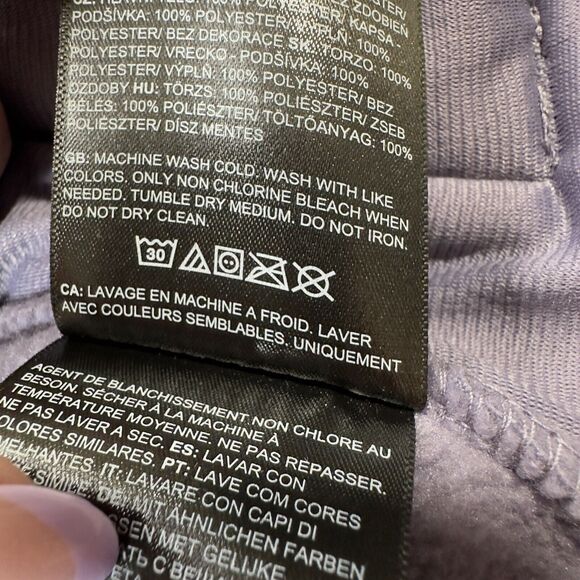 PODŠÍVKA: 100% POLYESTER/ VÝPLŇ: 100%
POLYESTER/ BEZ DEKORACE SK: TORZO: 100%
POLYESTER/ VRECKO, PODŠÍVKA: 100%
POLYESTER/ VÝPLŇ: 100% POLYESTER/ BEZ
OZDOBY HU: TÖRZS: 100% POLIÉSZTER/ ZSEB
BÉLÉS: 100% POLIÉSZTER/ TÖLTŐANYAG: 100%
POLIÉSZTER/ DÍSZ MENTES
GB: MACHINE WASH COLD. WASH WITH LIKE
COLORS. ONLY NON CHLORINE BLEACH WHEN
NEEDED. TUMBLE DRY MEDIUM. DO NOT IRON.
DO NOT DRY CLEAN.
30
CA: LAVAGE EN MACHINE A FROID. LAVER
AVEC COULEURS SEMBLABLES. UNIQUEMENT
AGENT DE BLANCHISSEMENT NON CHLORE AU
BESOIN. SÉCHER À LA MACHINE À
TEMPÉRATURE MOYENNE. NE PAS REPASSER.
NE PAS LAVER A SEC. ES: LAVAR CON
COLORES SIMILARES. PT: LAVE COM CORES
MELHANTES. IT: LAVARE CON CAPI DI
SIMILE. MIT ÄHNLICHEN FARBEN
SSEN MET GELIJKE